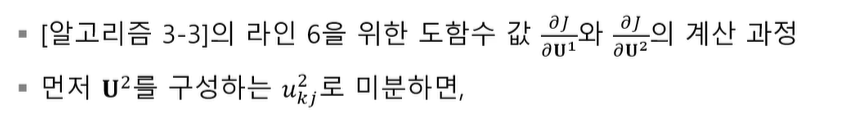 ▪ [알고리즘 3-3]의 라인 6을 위한 도함수 값 ∂J/∂𝐔¹와 ∂J/∂𝐔²의 계산 과정
▪ 먼저 𝐔²를 구성하는 u²ₖⱼ로 미분하면,